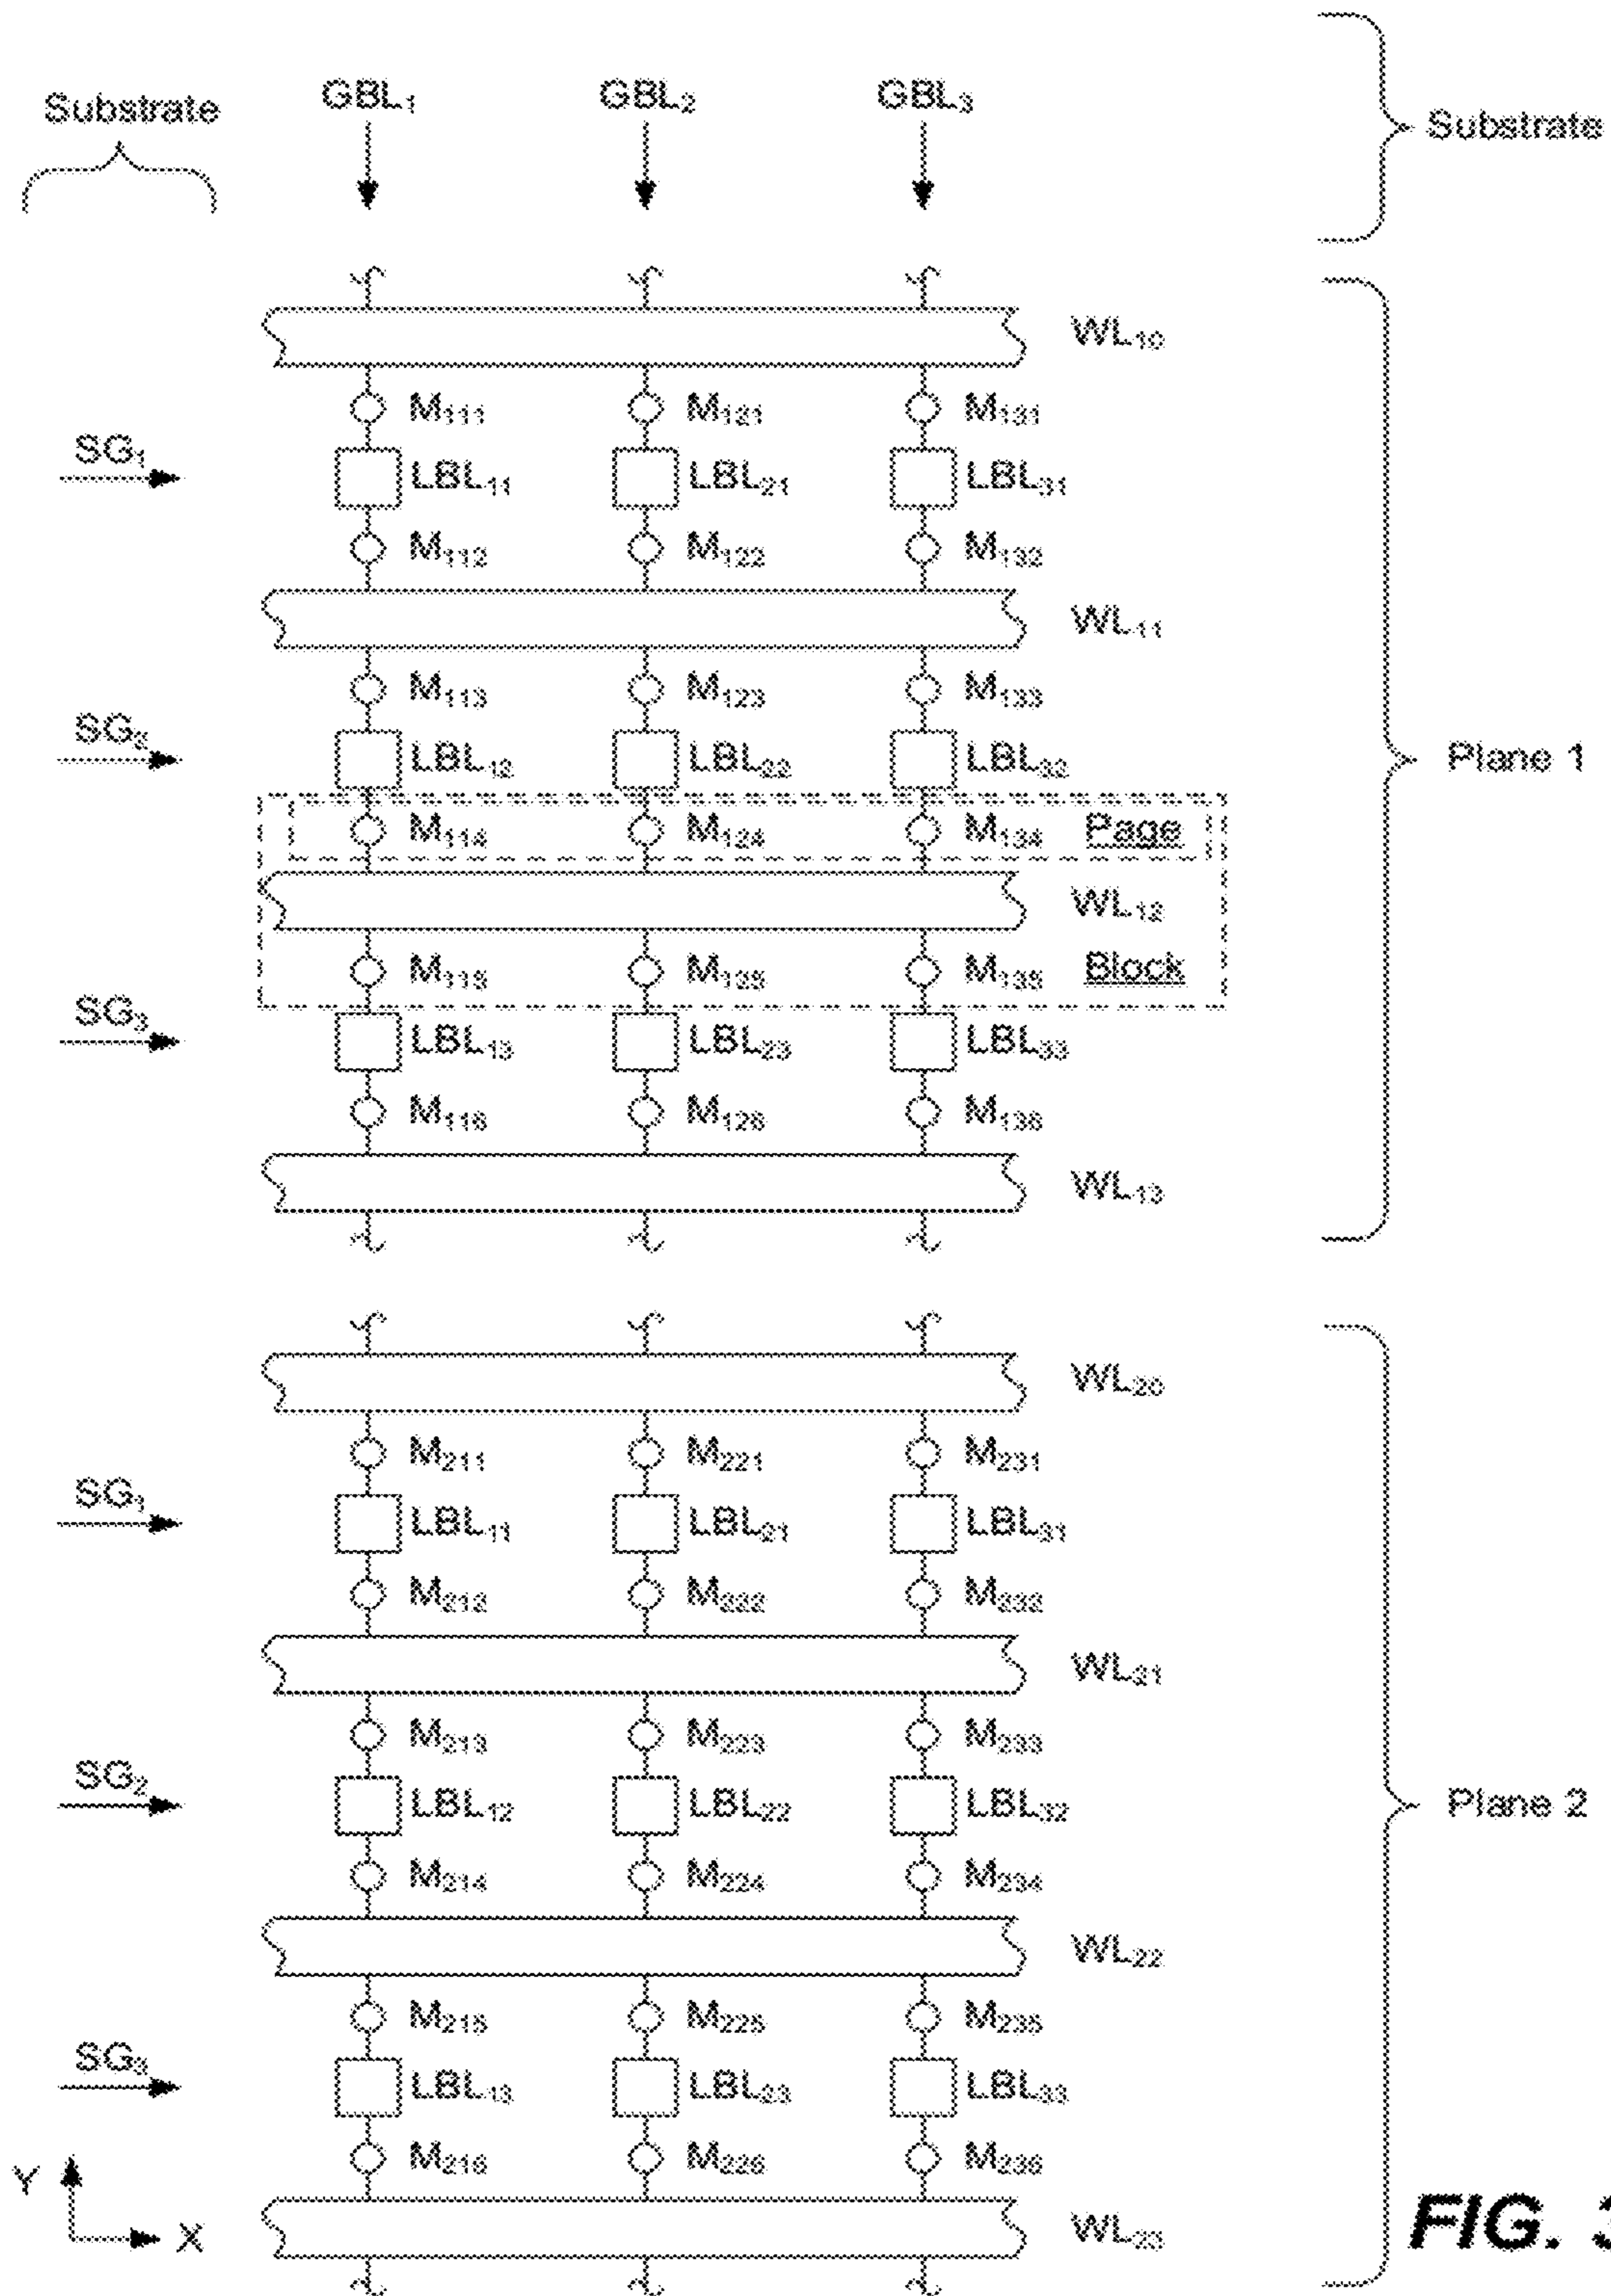 Substrate GBL₁ GBL₂ GBL₃ Substrate
WL₁₀
M₁₁₁ M₁₂₁ M₁₃₁
SG₁ LBL₁₁ LBL₂₁ LBL₃₁
M₁₁₂ M₁₂₂ M₁₃₂
WL₁₁
M₁₁₃ M₁₂₃ M₁₃₃
SG₂ LBL₁₂ LBL₂₂ LBL₃₂ Plane 1
M₁₁₄ M₁₂₄ M₁₃₄ Page
WL₁₂
M₁₁₅ M₁₂₅ M₁₃₅ Block
SG₃ LBL₁₃ LBL₂₃ LBL₃₃
M₁₁₆ M₁₂₆ M₁₃₆
WL₁₃
WL₂₀
M₂₁₁ M₂₂₁ M₂₃₁
SG₁ LBL₁₁ LBL₂₁ LBL₃₁
M₂₁₂ M₂₂₂ M₂₃₂
WL₂₁
M₂₁₃ M₂₂₃ M₂₃₃
SG₂ LBL₁₂ LBL₂₂ LBL₃₂ Plane 2
M₂₁₄ M₂₂₄ M₂₃₄
WL₂₂
M₂₁₅ M₂₂₅ M₂₃₅
SG₃ LBL₁₃ LBL₂₃ LBL₃₃
M₂₁₆ M₂₂₆ M₂₃₆
Y X WL₂₃ FIG. 3